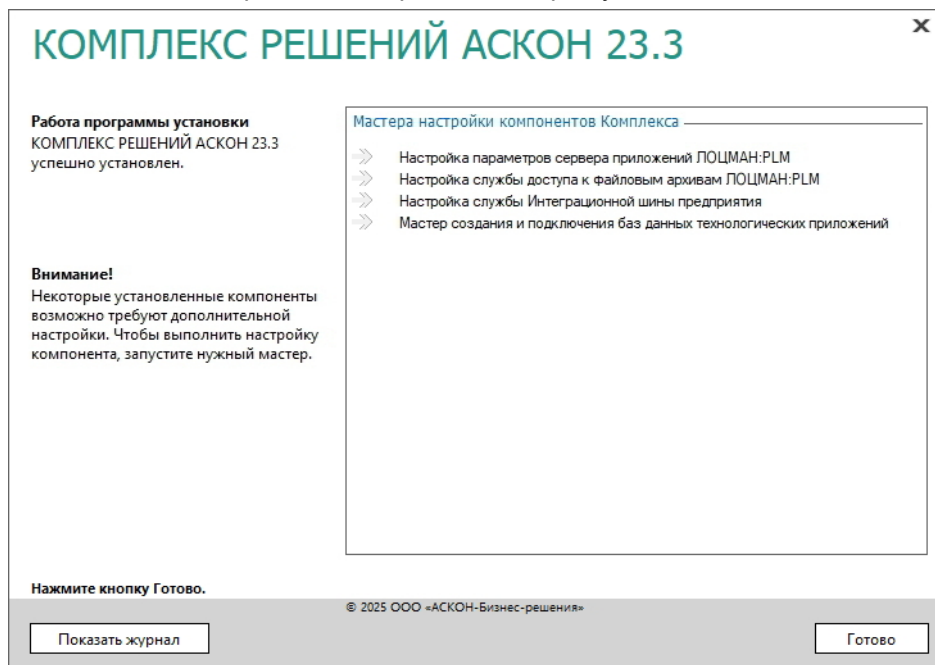 КОМПЛЕКС РЕШЕНИЙ АСКОН 23.3
Работа программы установки
КОМПЛЕКС РЕШЕНИЙ АСКОН 23.3
успешно установлен.
Внимание!
Некоторые установленные компоненты
возможно требуют дополнительной
настройки. Чтобы выполнить настройку
компонента, запустите нужный мастер.
Мастера настройки компонентов Комплекса
Настройка параметров сервера приложений ЛОЦМАН:PLM
Настройка службы доступа к файловым архивам ЛОЦМАН:PLM
Настройка службы Интеграционной шины предприятия
Мастер создания и подключения баз данных технологических приложений
Нажмите кнопку Готово.
© 2025 ООО «АСКОН-Бизнес-решения»
Показать журнал
Готово